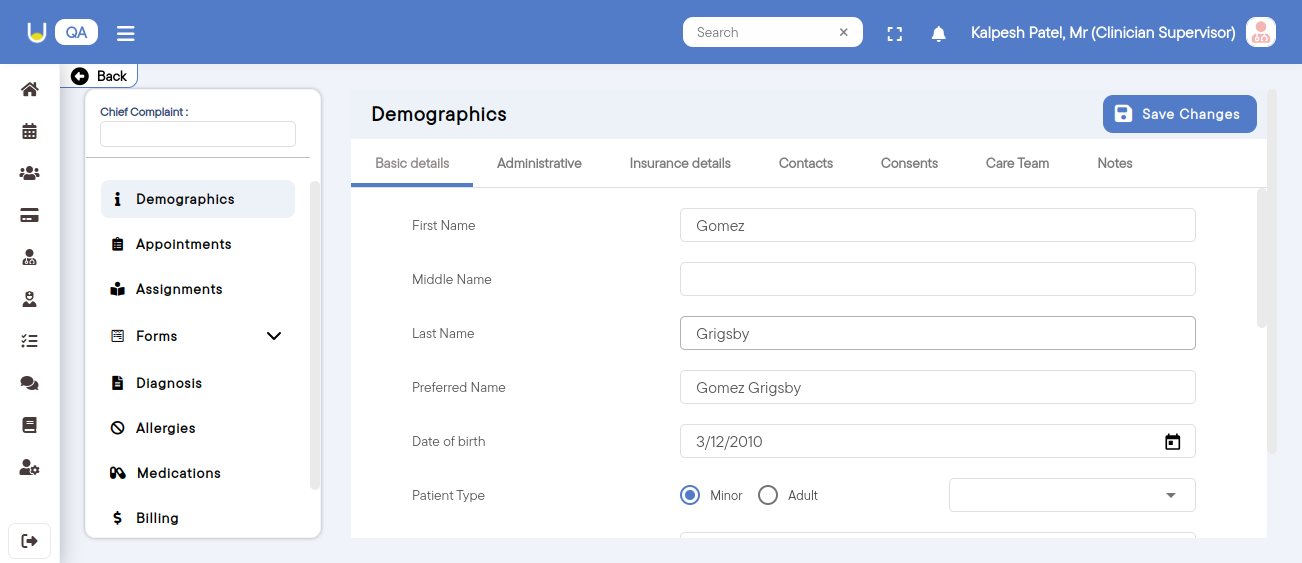 QA
Search
Kalpesh Patel, Mr (Clinician Supervisor)
Back
Chief Complaint :
Demographics
Appointments
Assignments
Forms
Diagnosis
Allergies
Medications
Billing
Demographics
Save Changes
Basic details Administrative Insurance details Contacts Consents Care Team Notes
First Name Gomez
Middle Name
Last Name Grigsby
Preferred Name Gomez Grigsby
Date of birth 3/12/2010
Patient Type Minor Adult